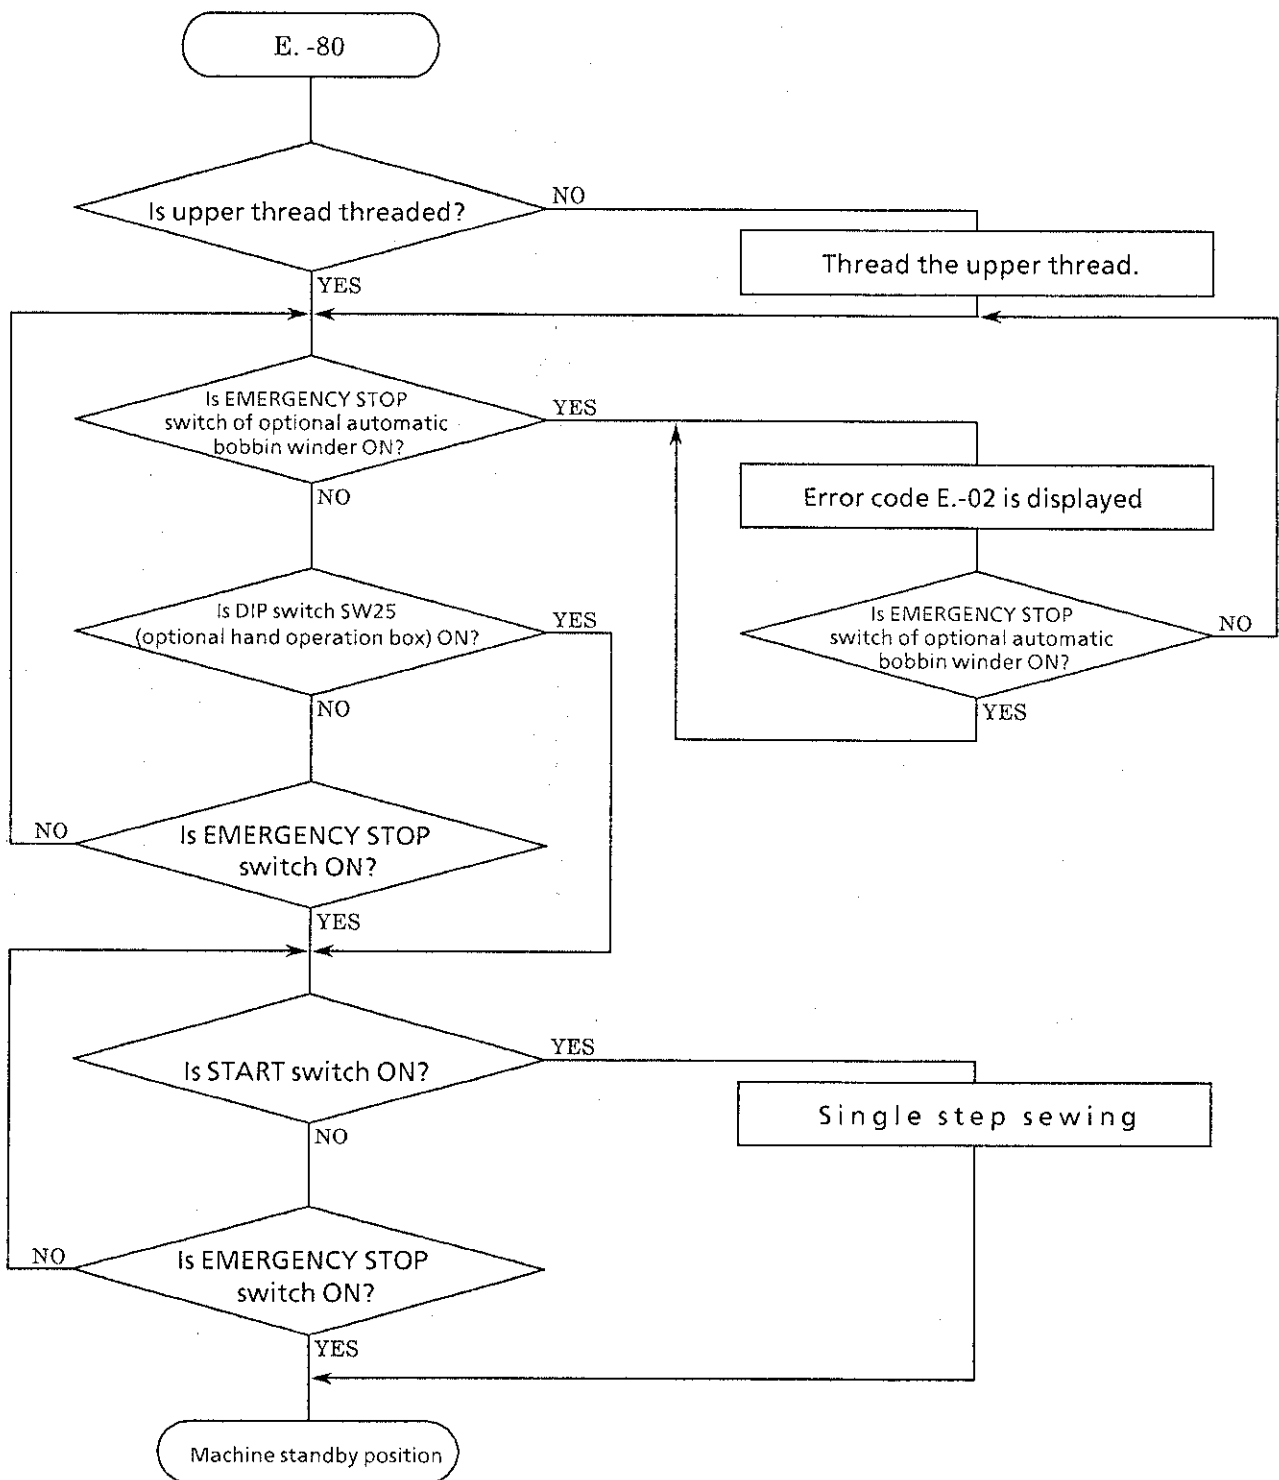 E. -80
Is upper thread threaded?
NO
Thread the upper thread.
YES
Is EMERGENCY STOP
switch of optional automatic
bobbin winder ON?
YES
NO
Error code E.-02 is displayed
Is DIP switch SW25
(optional hand operation box) ON?
YES
NO
Is EMERGENCY STOP
switch of optional automatic
bobbin winder ON?
NO
YES
Is EMERGENCY STOP
switch ON?
NO
YES
Is START switch ON?
YES
NO
Single step sewing
Is EMERGENCY STOP
switch ON?
NO
YES
Machine standby position